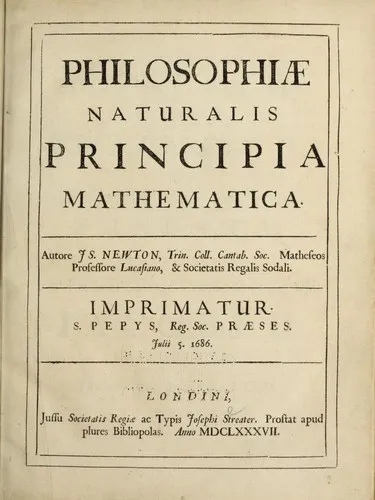 PHILOSOPHIÆ
NATURALIS
PRINCIPIA
MATHEMATICA.
Autore JS. NEWTON, Trin. Coll. Cantab. Soc. Matheseos
Professore Lucasiano, & Societatis Regalis Sodali.
IMPRIMATUR.
S. PEPYS, Reg. Soc. PRÆSES.
Julii 5. 1686.
LONDINI,
Jussu Societatis Regiæ ac Typis Josephi Streater. Prostat apud
plures Bibliopolas. Anno MDCLXXXVII.